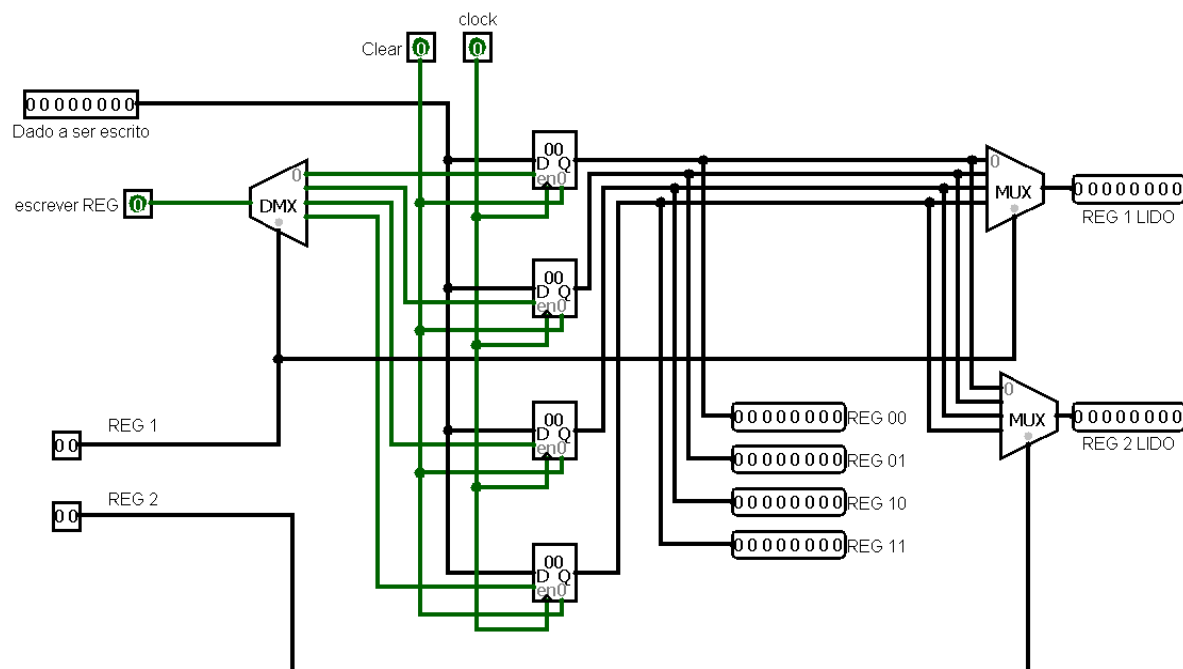 clock
Clear
0
0
00000000
Dado a ser escrito
escrever REG
0
0
DMX
00
D Q
en0
00
D Q
en0
00
D Q
en0
00
D Q
en0
0
MUX
00000000
REG 1 LIDO
0
MUX
00000000
REG 2 LIDO
REG 1
00
REG 2
00
00000000 REG 00
00000000 REG 01
00000000 REG 10
00000000 REG 11